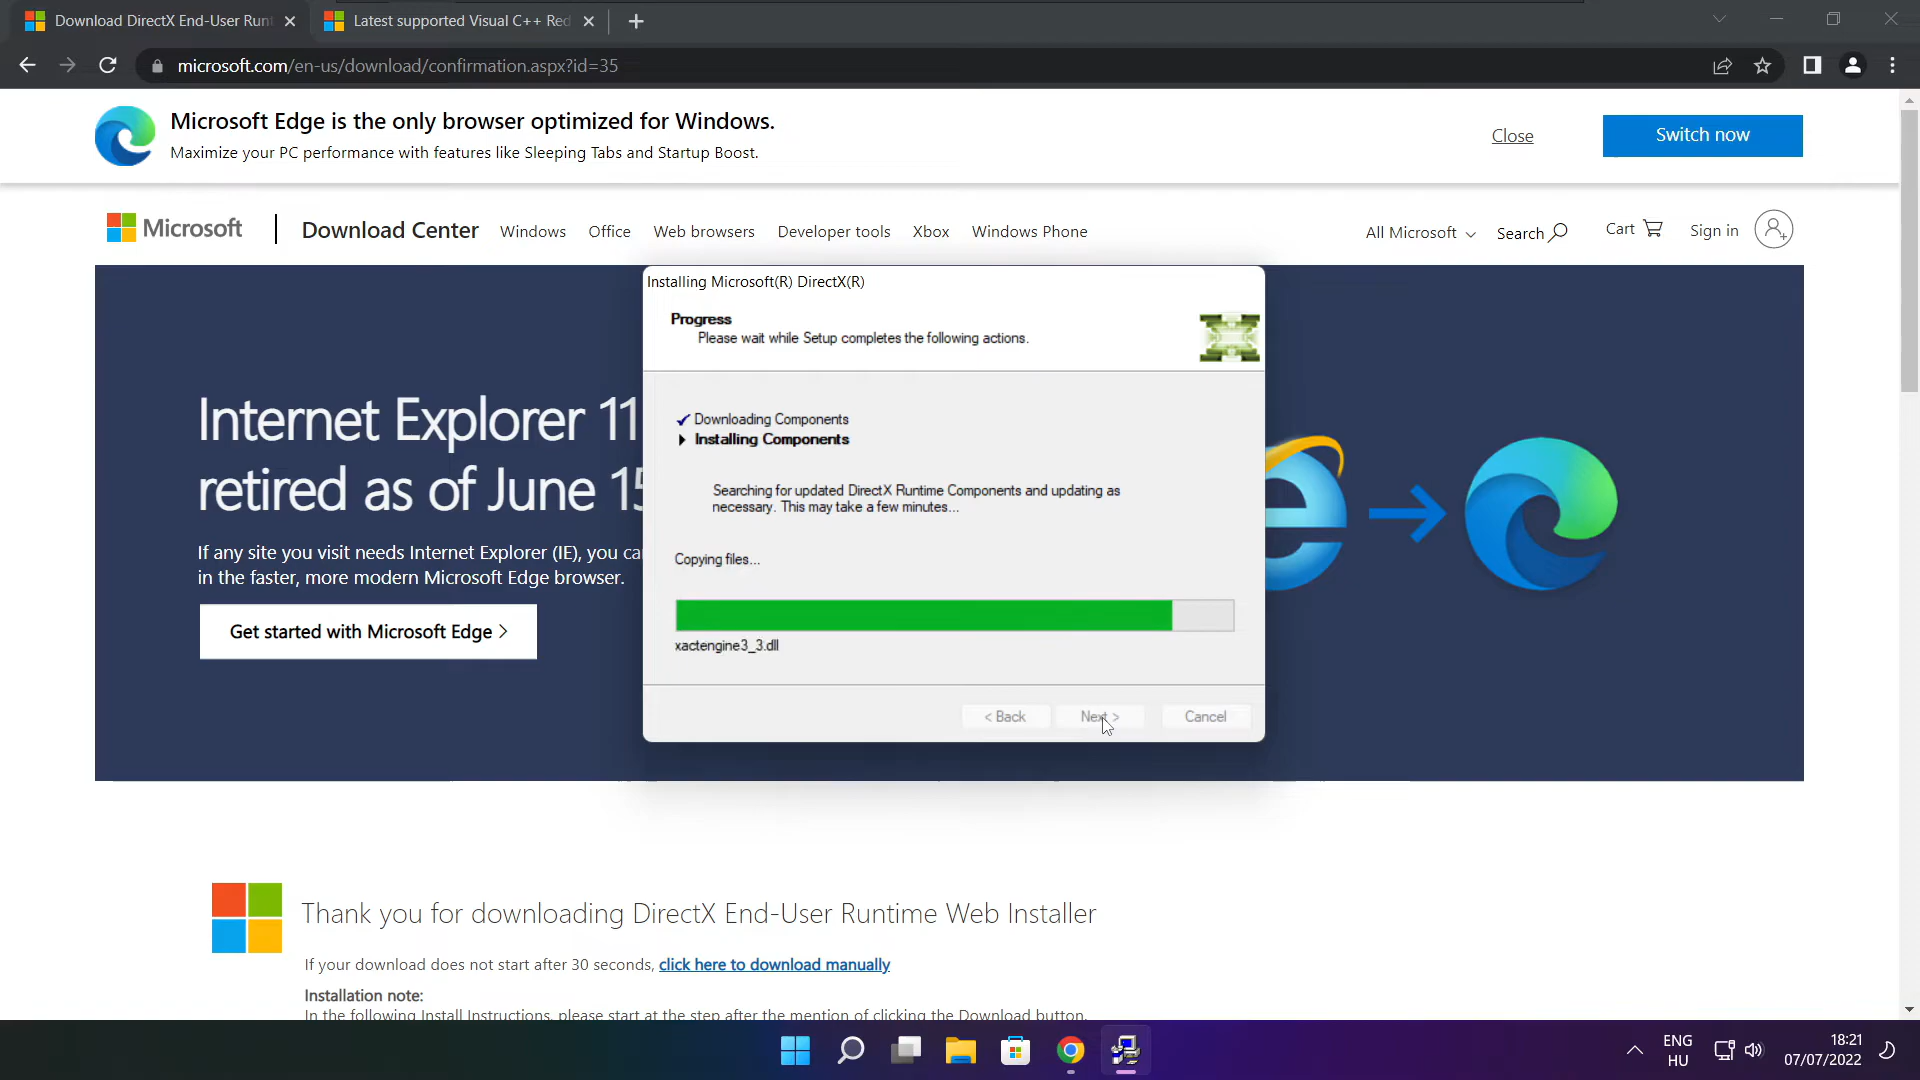 Download DirectX End-User Run
Latest supported Visual C++ Red
microsoft.com/en-us/download/confirmation.aspx?id=35
Microsoft Edge is the only browser optimized for Windows.
Maximize your PC performance with features like Sleeping Tabs and Startup Boost.
Close
Switch now
Microsoft
Download Center
Windows
Office
Web browsers
Developer tools
Xbox
Windows Phone
All Microsoft
Search
Cart
Sign in
Installing Microsoft(R) DirectX(R)
Progress
Please wait while Setup completes the following actions.
Downloading Components
Installing Components
Searching for updated DirectX Runtime Components and updating as
necessary. This may take a few minutes...
Copying files...
xactengine3_3.dll
< Back
Next >
Cancel
Internet Explorer 11
retired as of June 15
If any site you visit needs Internet Explorer (IE), you ca
in the faster, more modern Microsoft Edge browser.
Get started with Microsoft Edge >
Thank you for downloading DirectX End-User Runtime Web Installer
If your download does not start after 30 seconds, click here to download manually
Installation note:
In the following Install Instructions, please start at the step after the mention of clicking the Download button.
ENG
HU
18:21
07/07/2022